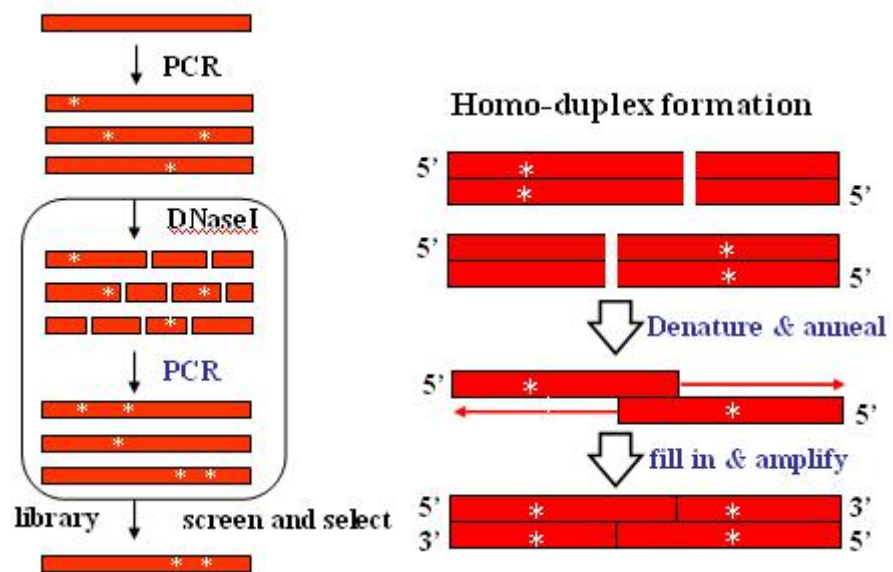 PCR
*
* *
*
DNaseI
*
* *
*
PCR
* *
*
* *
library
screen and select
* *
Homo-duplex formation
5’ *
* 5’
5’ *
* 5’
Denature & anneal
5’ *
* 5’
fill in & amplify
5’ * * 3’
3’ * * 5’